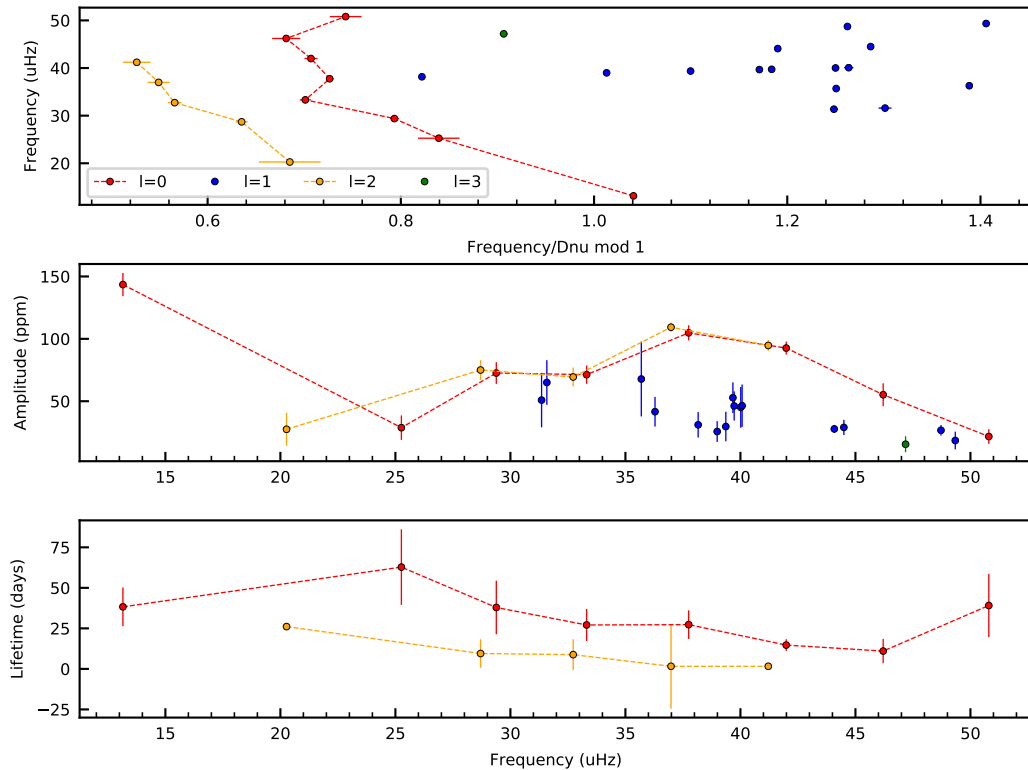 50
40
30
20
Frequency (uHz)
l=0 l=1 l=2 l=3
0.6 0.8 1.0 1.2 1.4
Frequency/Dnu mod 1
150
100
50
Amplitude (ppm)
15 20 25 30 35 40 45 50
75
50
25
0
−25
Lifetime (days)
15 20 25 30 35 40 45 50
Frequency (uHz)